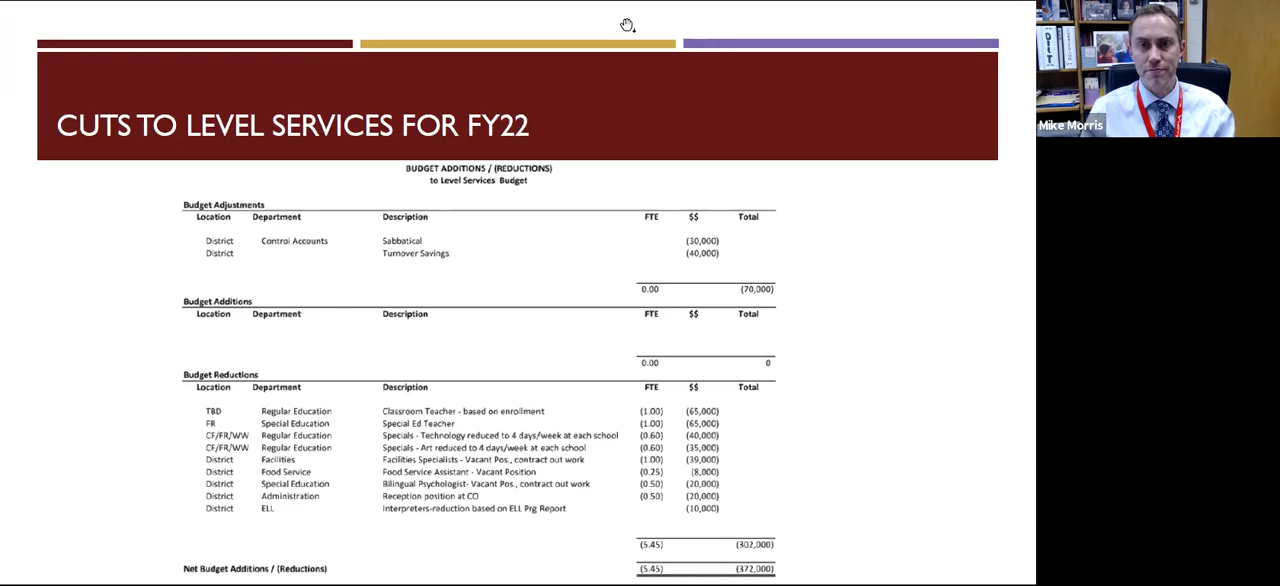 CUTS TO LEVEL SERVICES FOR FY22
Mike Morris
BUDGET ADDITIONS / (REDUCTIONS)
to Level Services Budget
Budget Adjustments
Location Department Description FTE $$ Total
District Control Accounts Sabbatical (30,000)
District Turnover Savings (40,000)
0.00 (70,000)
Budget Additions
Location Department Description FTE $$ Total
0.00 0
Budget Reductions
Location Department Description FTE $$ Total
TBD Regular Education Classroom Teacher - based on enrollment (1.00) (65,000)
FR Special Education Special Ed Teacher (1.00) (65,000)
CF/FR/WW Regular Education Specials - Technology reduced to 4 days/week at each school (0.60) (40,000)
CF/FR/WW Regular Education Specials - Art reduced to 4 days/week at each school (0.60) (35,000)
District Facilities Facilities Specialists - Vacant Pos., contract out work (1.00) (39,000)
District Food Service Food Service Assistant - Vacant Position (0.25) (8,000)
District Special Education Bilingual Psychologist- Vacant Pos., contract out work (0.50) (20,000)
District Administration Reception position at CO (0.50) (20,000)
District ELL Interpreters-reduction based on ELL Prg Report (10,000)
(5.45) (302,000)
Net Budget Additions / (Reductions) (5.45) (372,000)